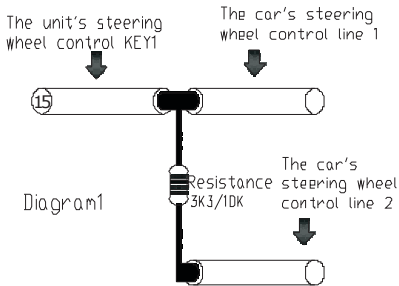 The unit's steering
wheel control KEY1
The car's steering
wheel control line 1
15
Resistance
3K3/10K
The car's
steering wheel
control line 2
Diagram1